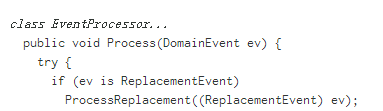 class EventProcessor...
public void Process(DomainEvent ev) {
try {
if (ev is ReplacementEvent)
ProcessReplacement((ReplacementEvent) ev);